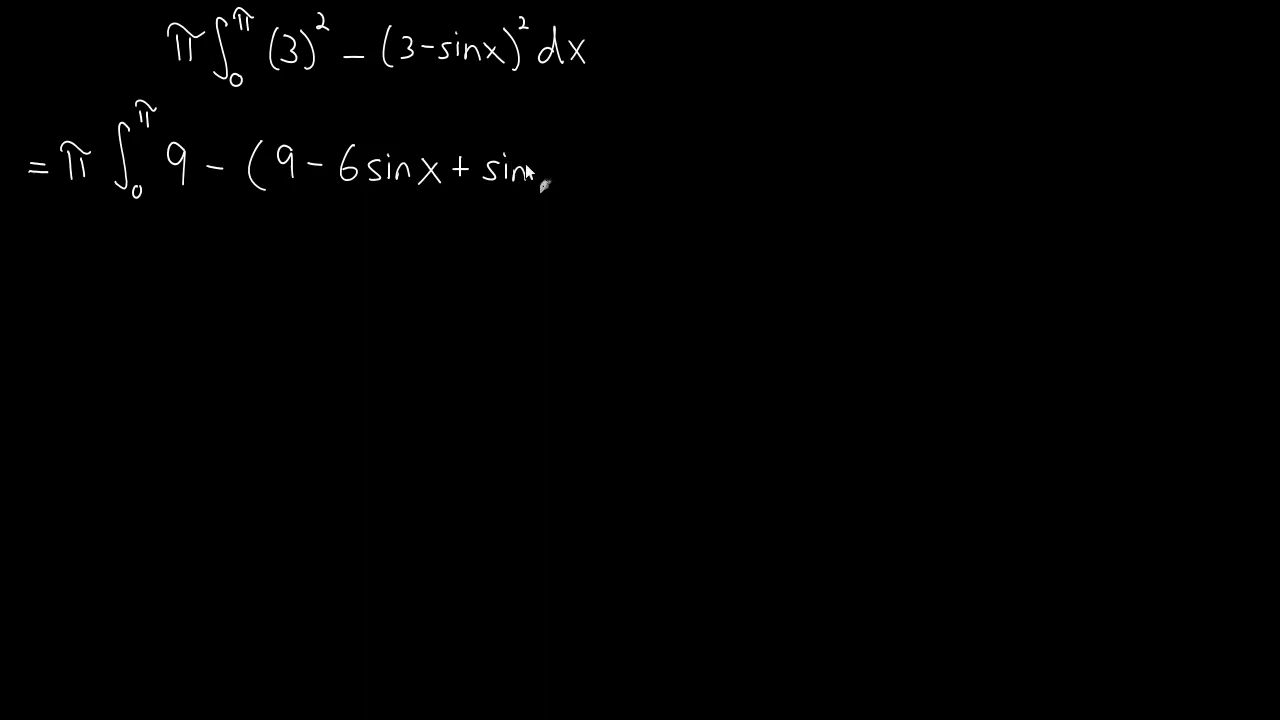 π∫₀^π (3)² − (3−sinx)² dx
= π ∫₀^π 9 − (9 − 6sinx + sin